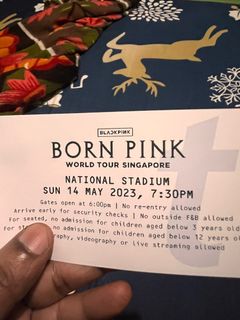 BLACKPINK
BORN PINK
WORLD TOUR SINGAPORE
NATIONAL STADIUM
SUN 14 MAY 2023, 7:30PM
Gates open at 6:00pm | No re-entry allowed
Arrive early for security checks | No outside F&B allowed
For seated, no admission for children aged below 3 years old
For no admission for children aged below 12 years
videography or live streaming allowed
t